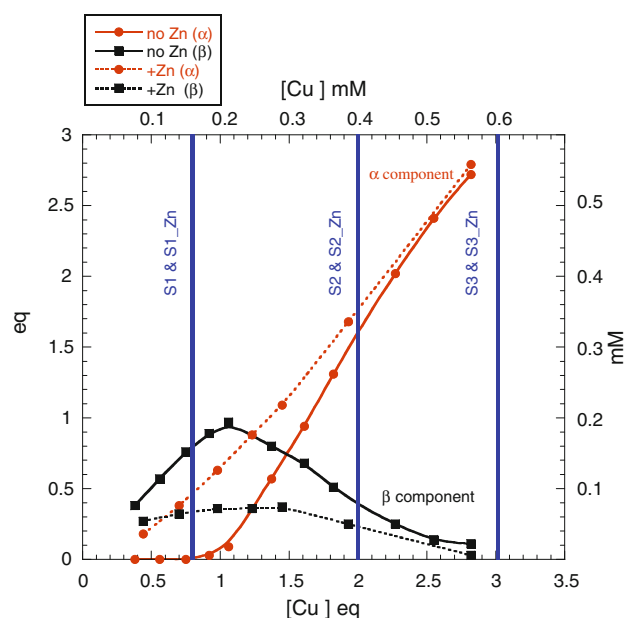 no Zn (α)
no Zn (β)
+Zn (α)
+Zn (β)
[Cu ] mM
0.1 0.2 0.3 0.4 0.5 0.6
3
2.5
2
1.5
1
0.5
0
eq
S1 & S1_Zn
S2 & S2_Zn
S3 & S3_Zn
α component
β component
0.5
0.4
0.3
0.2
0.1
mM
0 0.5 1 1.5 2 2.5 3 3.5
[Cu ] eq